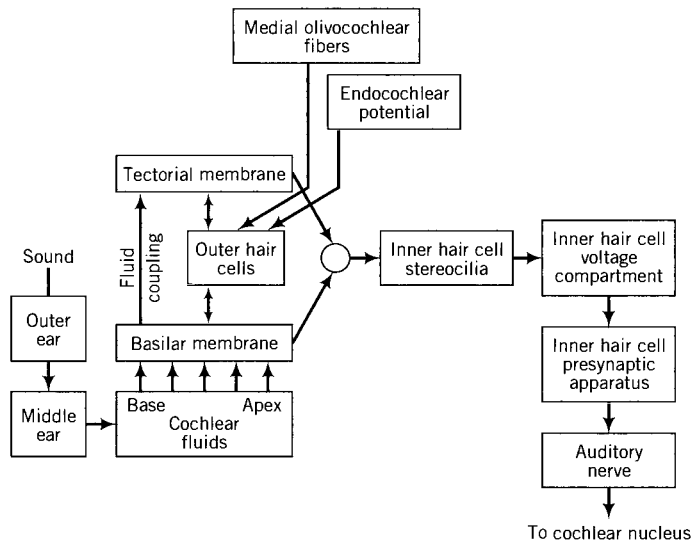 Medial olivocochlear
fibers
Endocochlear
potential
Tectorial membrane
Fluid
coupling
Outer hair
cells
Inner hair cell
stereocilia
Inner hair cell
voltage
compartment
Sound
Outer
ear
Basilar membrane
Inner hair cell
presynaptic
apparatus
Middle
ear
Base
Apex
Cochlear
fluids
Auditory
nerve
To cochlear nucleus